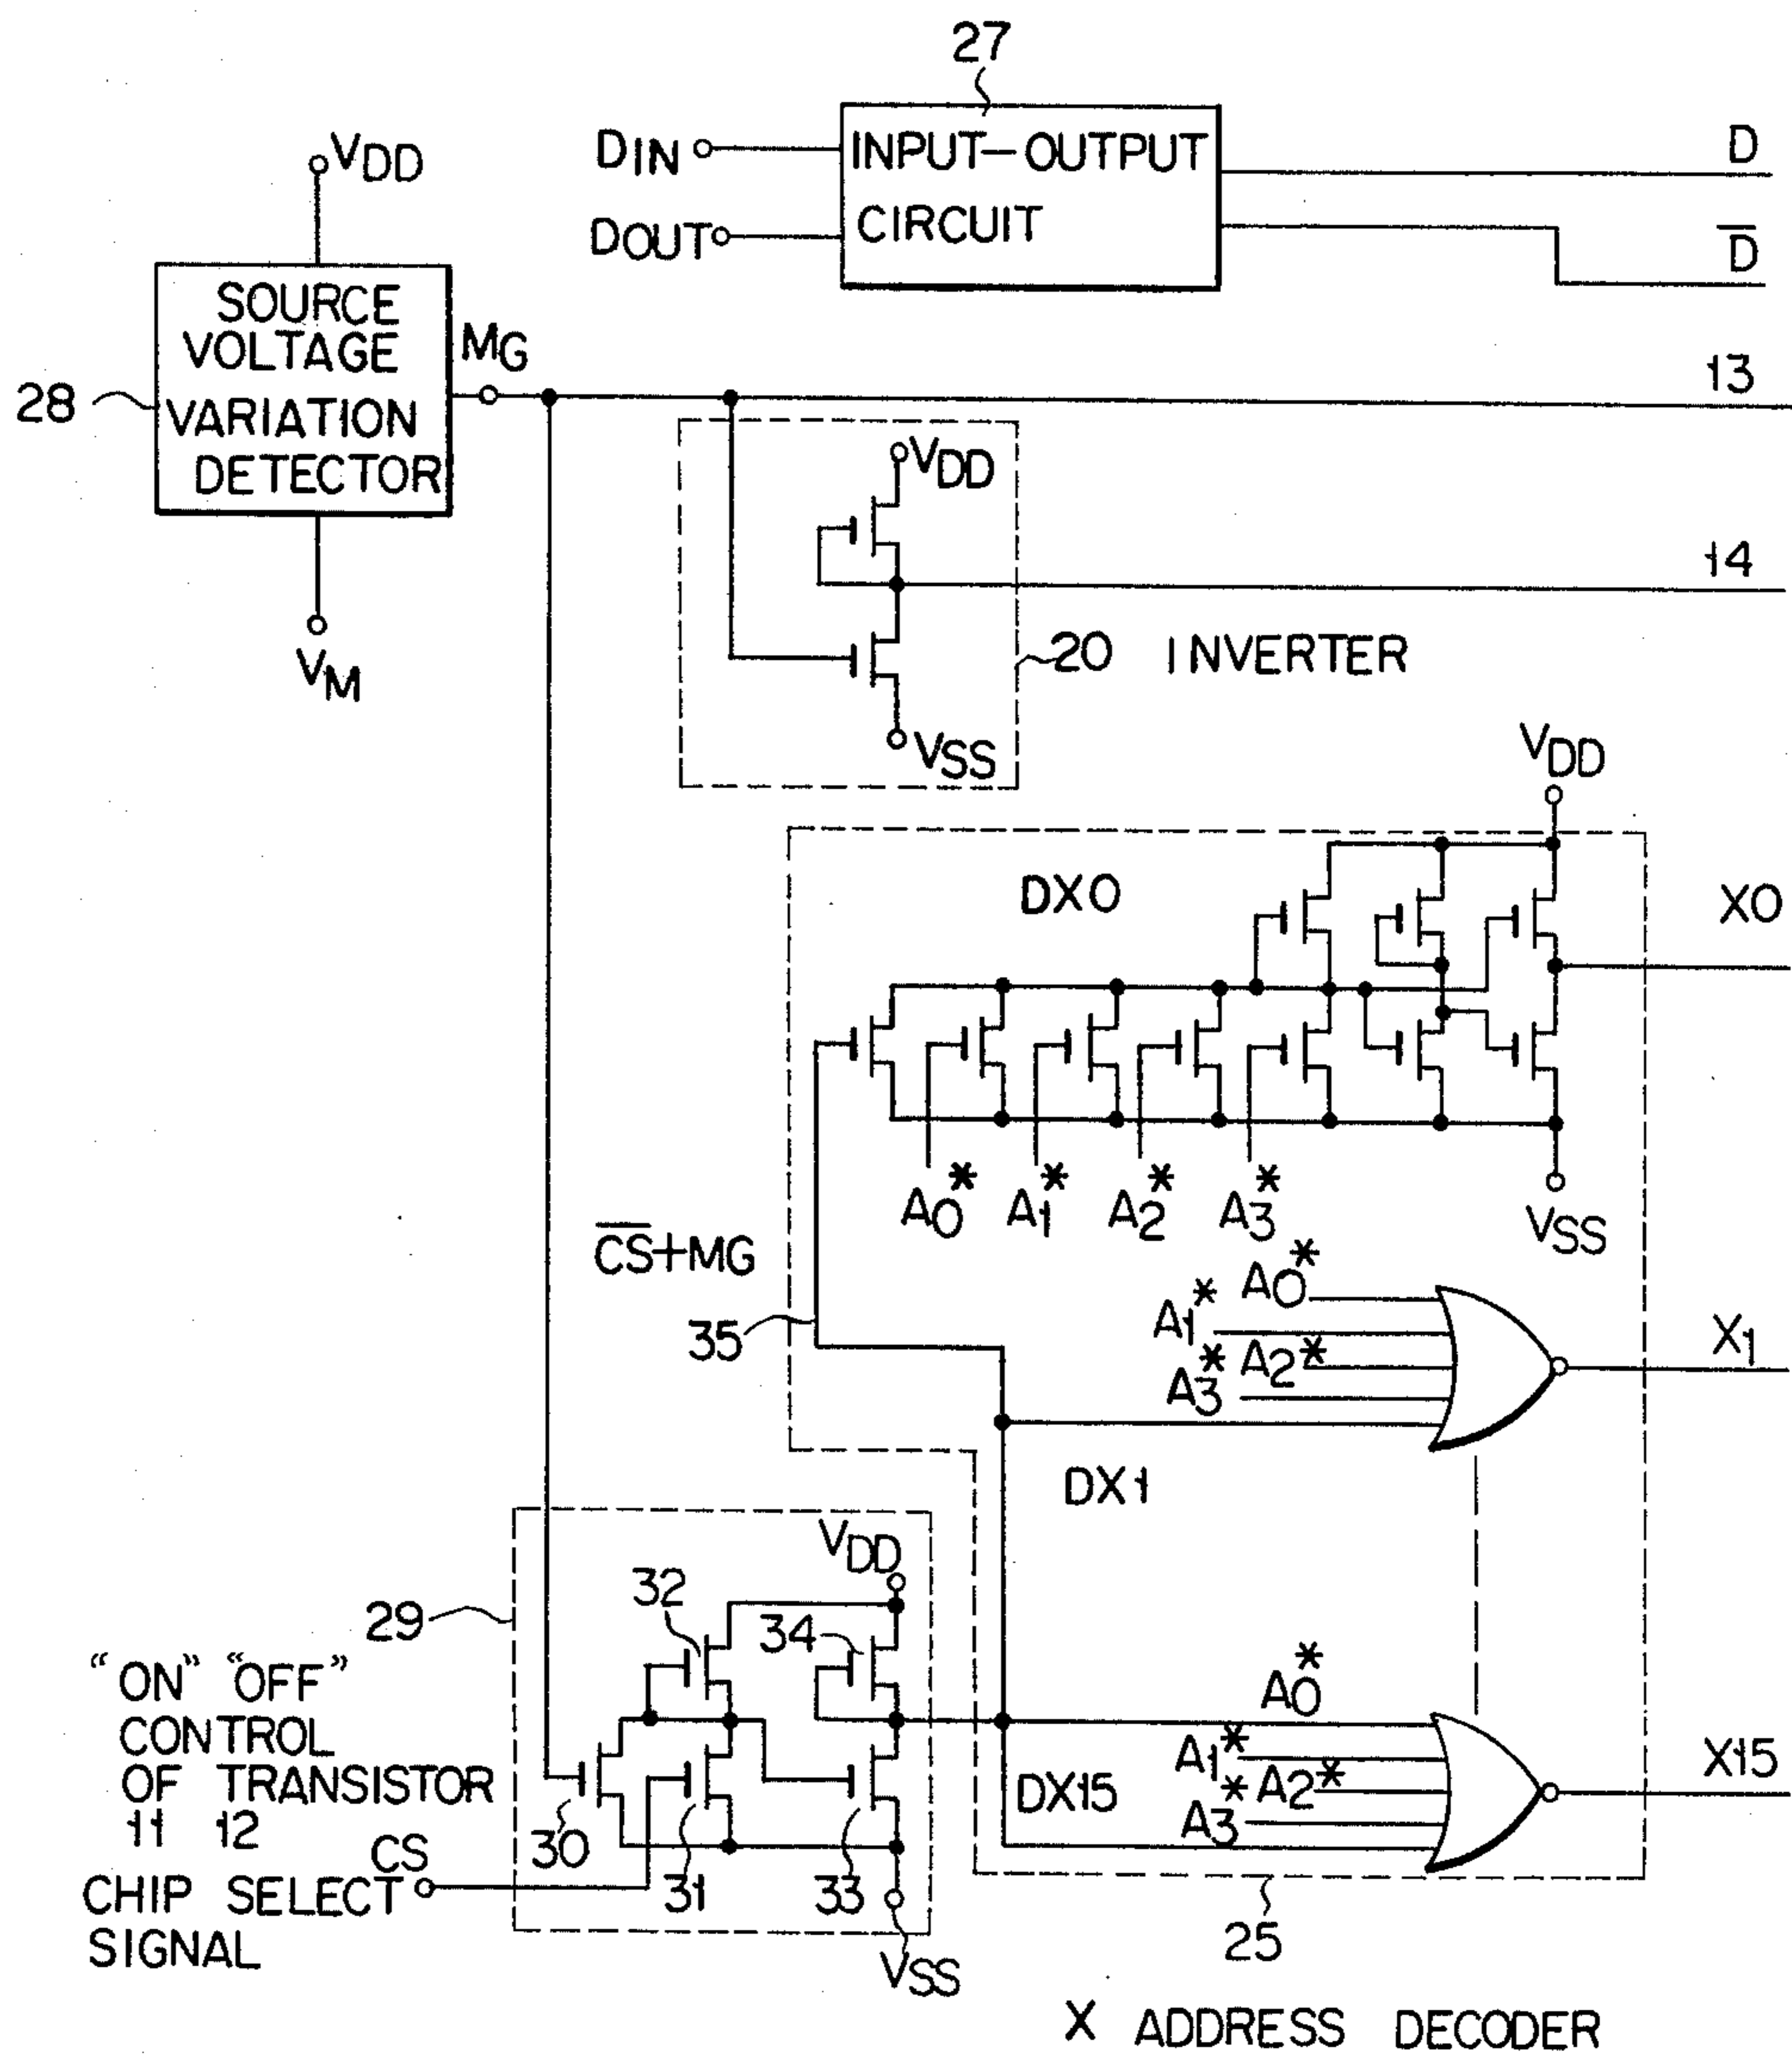 27
DIN
INPUT-OUTPUT
CIRCUIT
DOUT
D
D̅
VDD
SOURCE
VOLTAGE
VARIATION
DETECTOR
28
MG
VM
13
VDD
14
20 INVERTER
VSS
VDD
DX0
X0
A0* A1* A2* A3*
VSS
C̅S̅+MG
35
A0*
A1*
A2*
A3*
X1
DX1
VDD
32
34
29
"ON" "OFF"
CONTROL
OF TRANSISTOR
11 12
CS
CHIP SELECT
SIGNAL
30
31
33
VSS
A0*
A1*
A2*
A3
*
DX15
X15
25
X ADDRESS DECODER